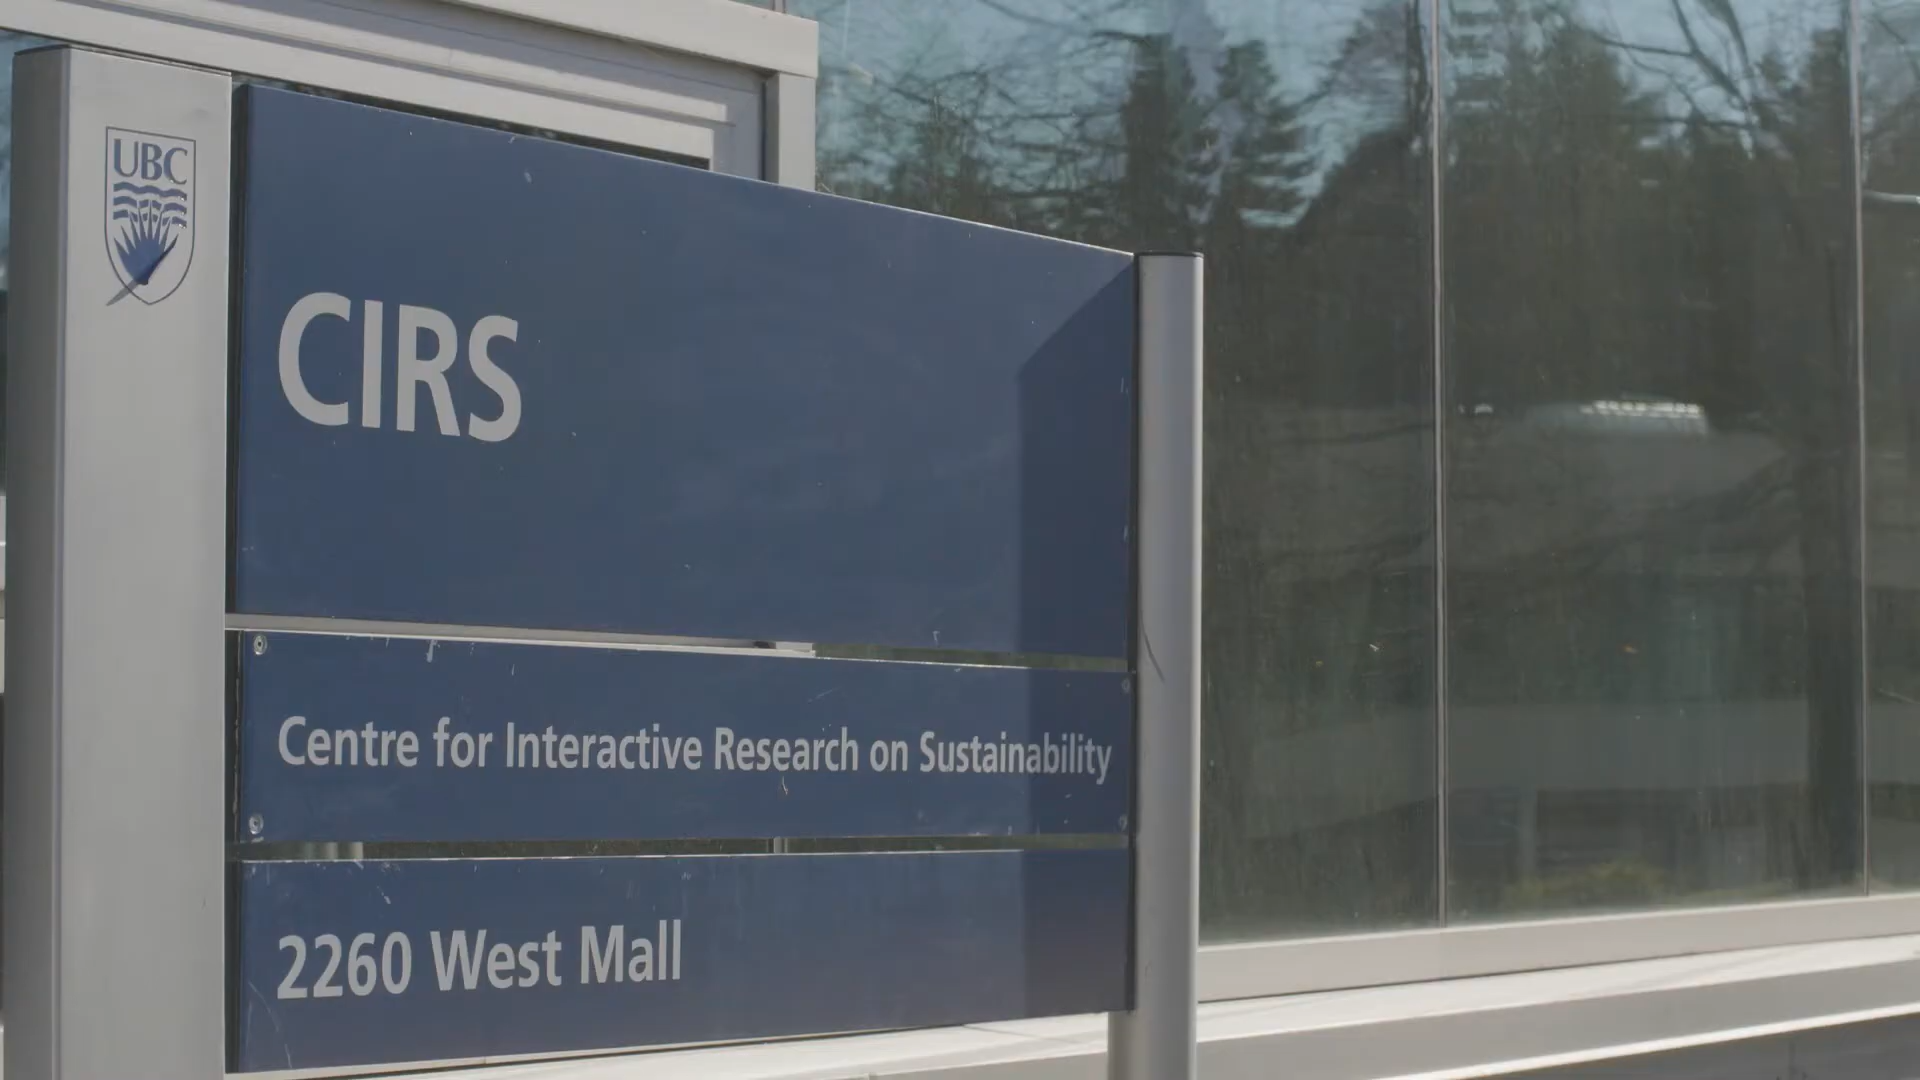 UBC
CIRS
Centre for Interactive Research on Sustainability
2260 West Mall